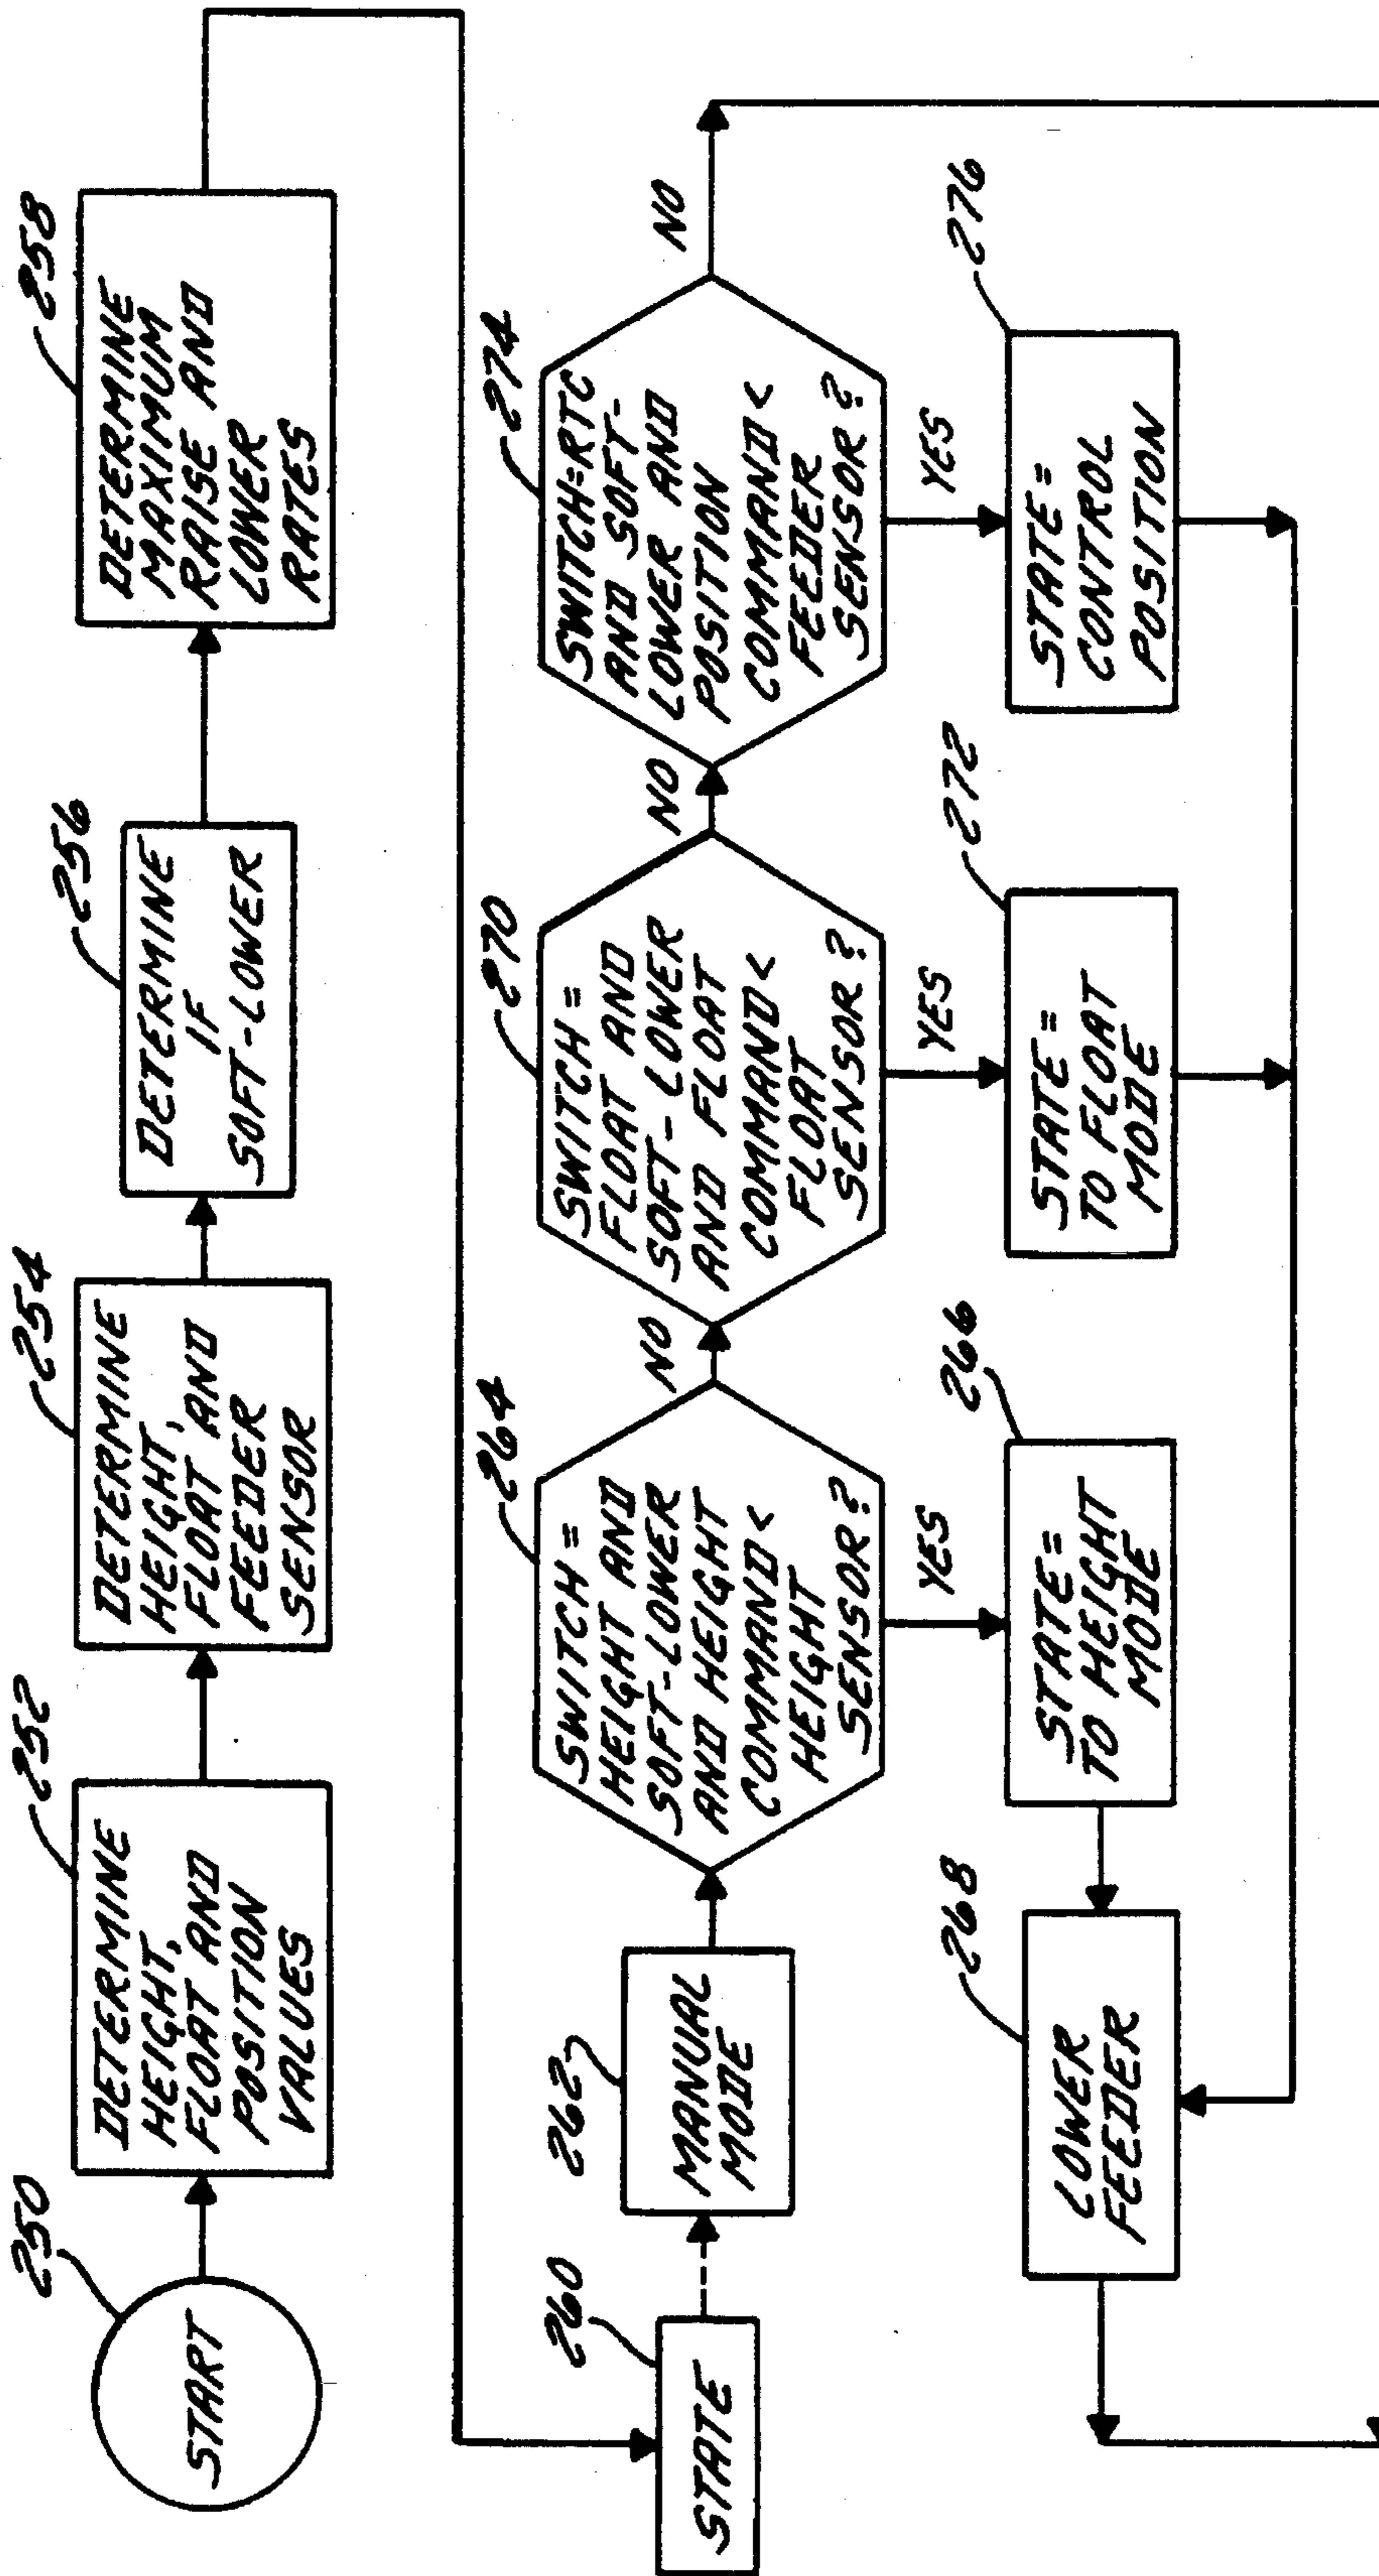 250
START
252
DETERMINE
HEIGHT,
FLOAT AND
POSITION
VALUES
254
DETERMINE
HEIGHT,
FLOAT AND
FEEDER
SENSOR
256
DETERMINE
IF
SOFT-LOWER
258
DETERMINE
MAXIMUM
RAISE AND
LOWER
RATES
260
STATE
262
MANUAL
MODE
264
SWITCH =
HEIGHT AND
SOFT-LOWER
AND HEIGHT
COMMAND <
HEIGHT
SENSOR?
NO
YES
270
SWITCH =
FLOAT AND
SOFT-LOWER
AND FLOAT
COMMAND <
FLOAT
SENSOR?
NO
YES
274
SWITCH=RTC
AND SOFT-
LOWER AND
POSITION
COMMAND <
FEEDER
SENSOR?
NO
YES
268
LOWER
FEEDER
266
STATE=
TO HEIGHT
MODE
272
STATE =
TO FLOAT
MODE
276
STATE=
CONTROL
POSITION